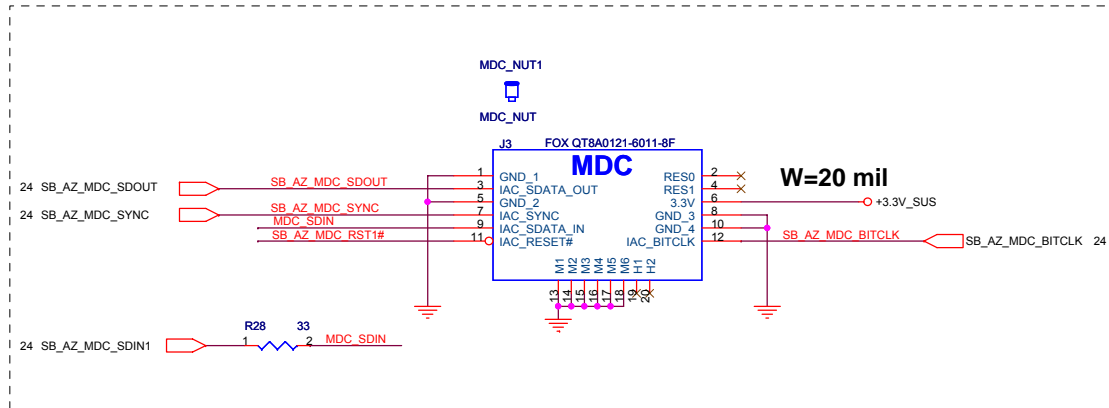 MDC_NUT1
MDC_NUT
J3 FOX QT8A0121-6011-8F
MDC
W=20 mil
1 GND_1 RES0 2
24 SB_AZ_MDC_SDOUT SB_AZ_MDC_SDOUT 3 IAC_SDATA_OUT RES1 4
5 GND_2 3.3V 6 +3.3V_SUS
24 SB_AZ_MDC_SYNC SB_AZ_MDC_SYNC 7 IAC_SYNC GND_3 8
MDC_SDIN 9 IAC_SDATA_IN GND_4 10
SB_AZ_MDC_RST1# 11 IAC_RESET# IAC_BITCLK 12 SB_AZ_MDC_BITCLK SB_AZ_MDC_BITCLK 24
M1 M2 M3 M4 M5 M6 H1 H2
13 14 15 16 17 18 19 20
R28 33
24 SB_AZ_MDC_SDIN1 1 2 MDC_SDIN